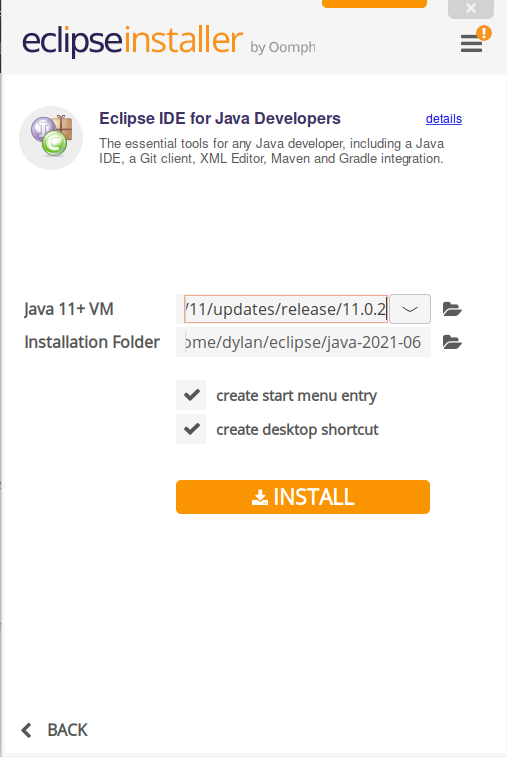 eclipseinstaller by Oomph
Eclipse IDE for Java Developers details
The essential tools for any Java developer, including a Java
IDE, a Git client, XML Editor, Maven and Gradle integration.
Java 11+ VM /11/updates/release/11.0.2
Installation Folder ome/dylan/eclipse/java-2021-06
create start menu entry
create desktop shortcut
INSTALL
BACK